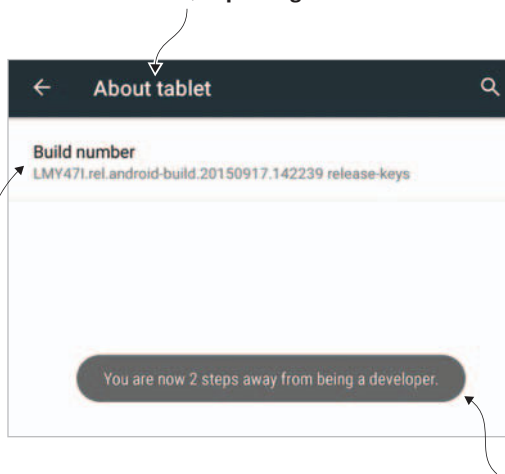 About tablet
Build number
LMY47I.rel.android-build.20150917.142239 release-keys
You are now 2 steps away from being a developer.